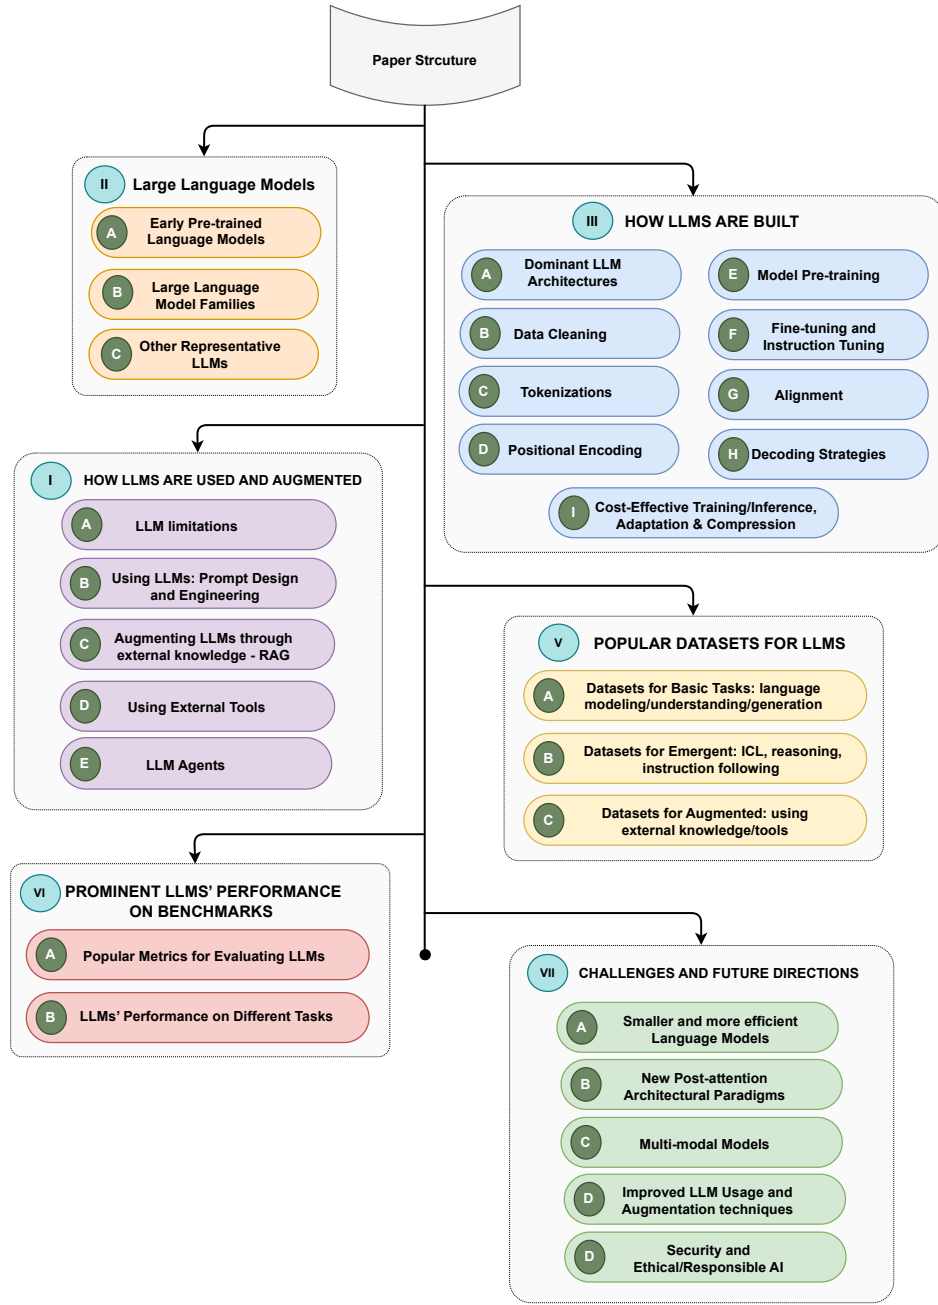 Paper Strcuture
II
Large Language Models
A
Early Pre-trained
Language Models
B
Large Language
Model Families
C
Other Representative
LLMs
III
HOW LLMS ARE BUILT
A
Dominant LLM
Architectures
B
Data Cleaning
C
Tokenizations
D
Positional Encoding
E
Model Pre-training
F
Fine-tuning and
Instruction Tuning
G
Alignment
H
Decoding Strategies
I
Cost-Effective Training/Inference,
Adaptation & Compression
I
HOW LLMS ARE USED AND AUGMENTED
A
LLM limitations
B
Using LLMs: Prompt Design
and Engineering
C
Augmenting LLMs through
external knowledge - RAG
D
Using External Tools
E
LLM Agents
V
POPULAR DATASETS FOR LLMS
A
Datasets for Basic Tasks: language
modeling/understanding/generation
B
Datasets for Emergent: ICL, reasoning,
instruction following
C
Datasets for Augmented: using
external knowledge/tools
VI
PROMINENT LLMS’ PERFORMANCE
ON BENCHMARKS
A
Popular Metrics for Evaluating LLMs
B
LLMs’ Performance on Different Tasks
VII
CHALLENGES AND FUTURE DIRECTIONS
A
Smaller and more efficient
Language Models
B
New Post-attention
Architectural Paradigms
C
Multi-modal Models
D
Improved LLM Usage and
Augmentation techniques
D
Security and
Ethical/Responsible AI